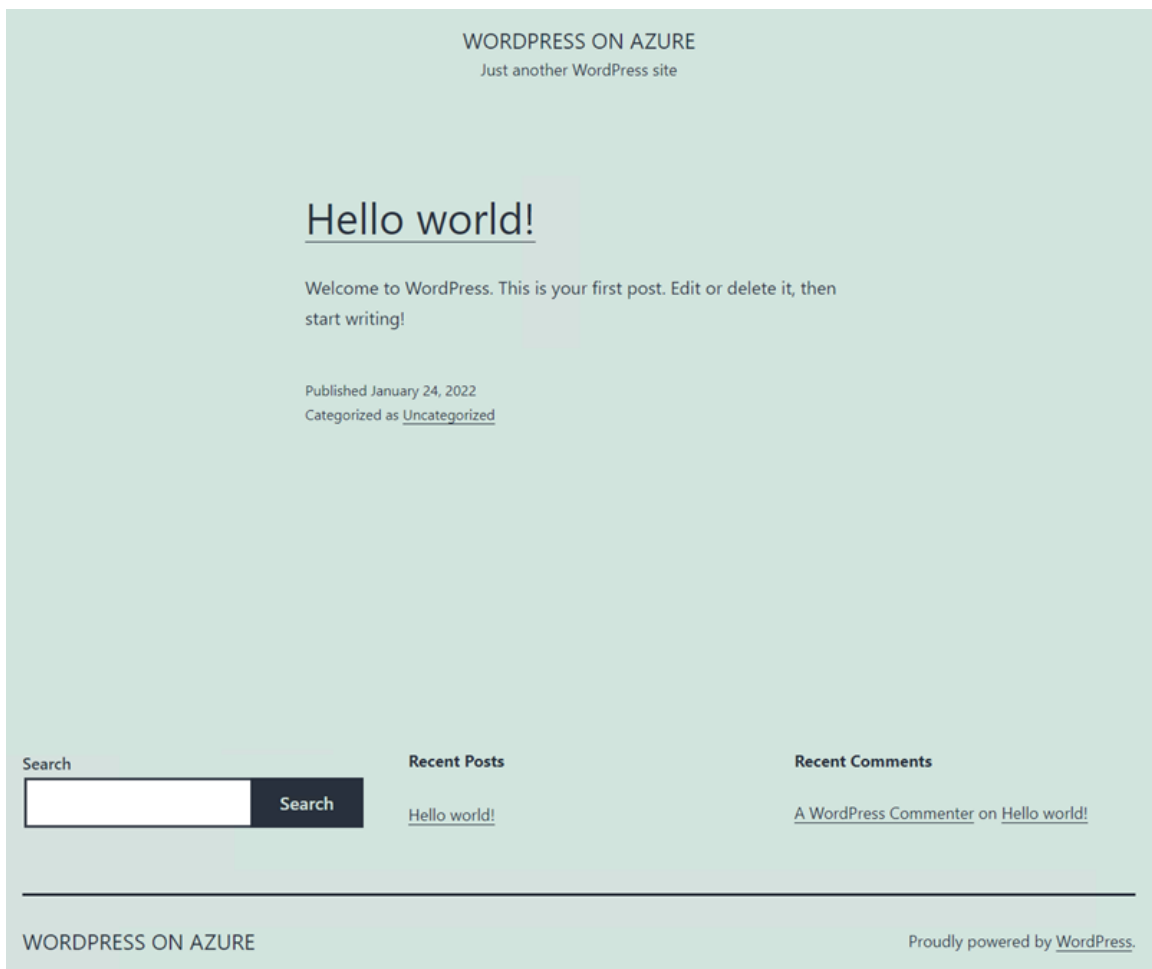 WORDPRESS ON AZURE
Just another WordPress site
Hello world!
Welcome to WordPress. This is your first post. Edit or delete it, then
start writing!
Published January 24, 2022
Categorized as Uncategorized
Search
Search
Recent Posts
Hello world!
Recent Comments
A WordPress Commenter on Hello world!
WORDPRESS ON AZURE
Proudly powered by WordPress.